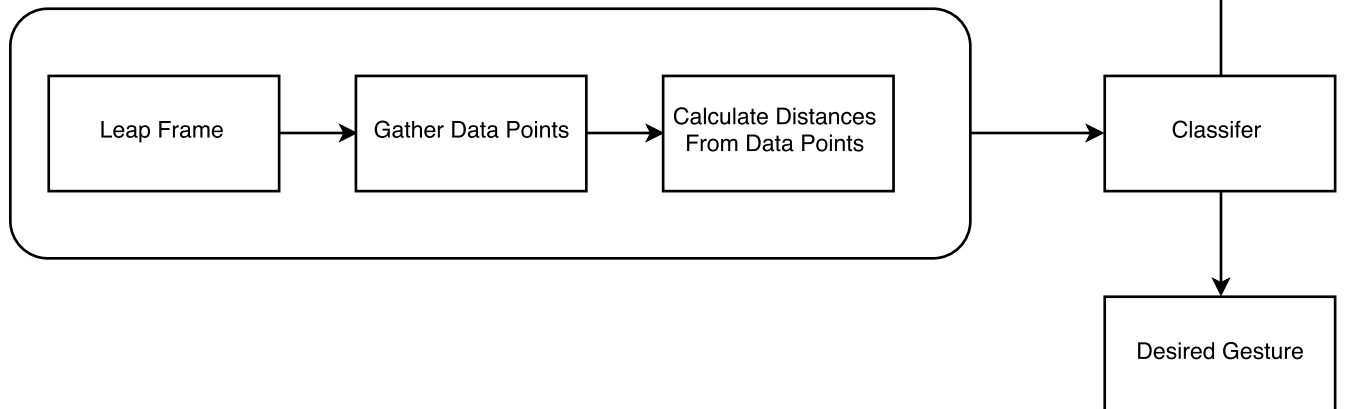 Leap Frame
Gather Data Points
Calculate Distances
From Data Points
Classifer
Desired Gesture